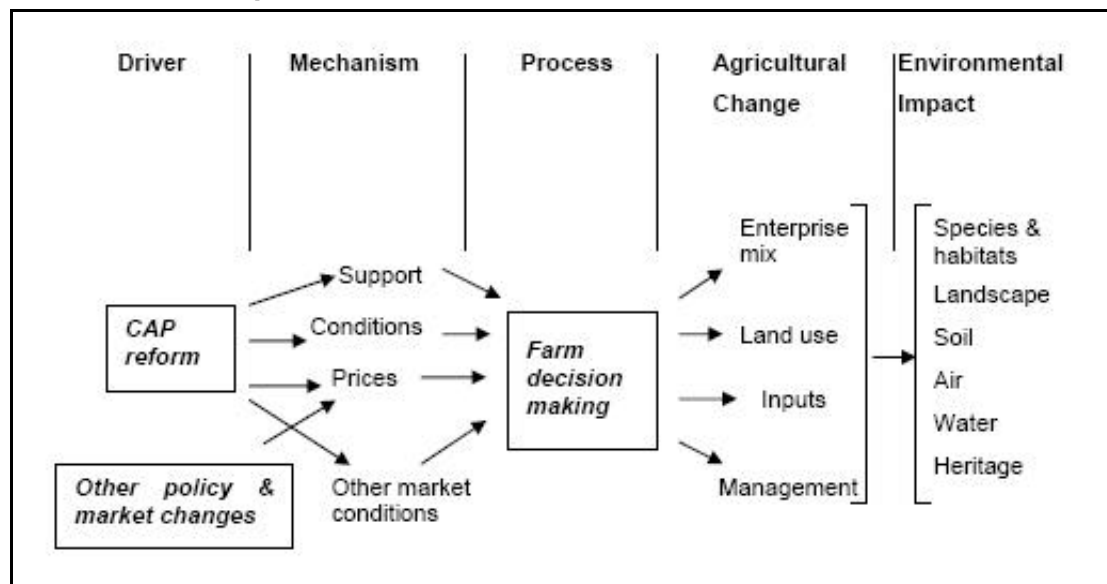 Driver
Mechanism
Process
Agricultural
Change
Environmental
Impact
CAP
reform
Other policy &
market changes
Support
Conditions
Prices
Other market
conditions
Farm
decision
making
Enterprise
mix
Land use
Inputs
Management
Species &
habitats
Landscape
Soil
Air
Water
Heritage